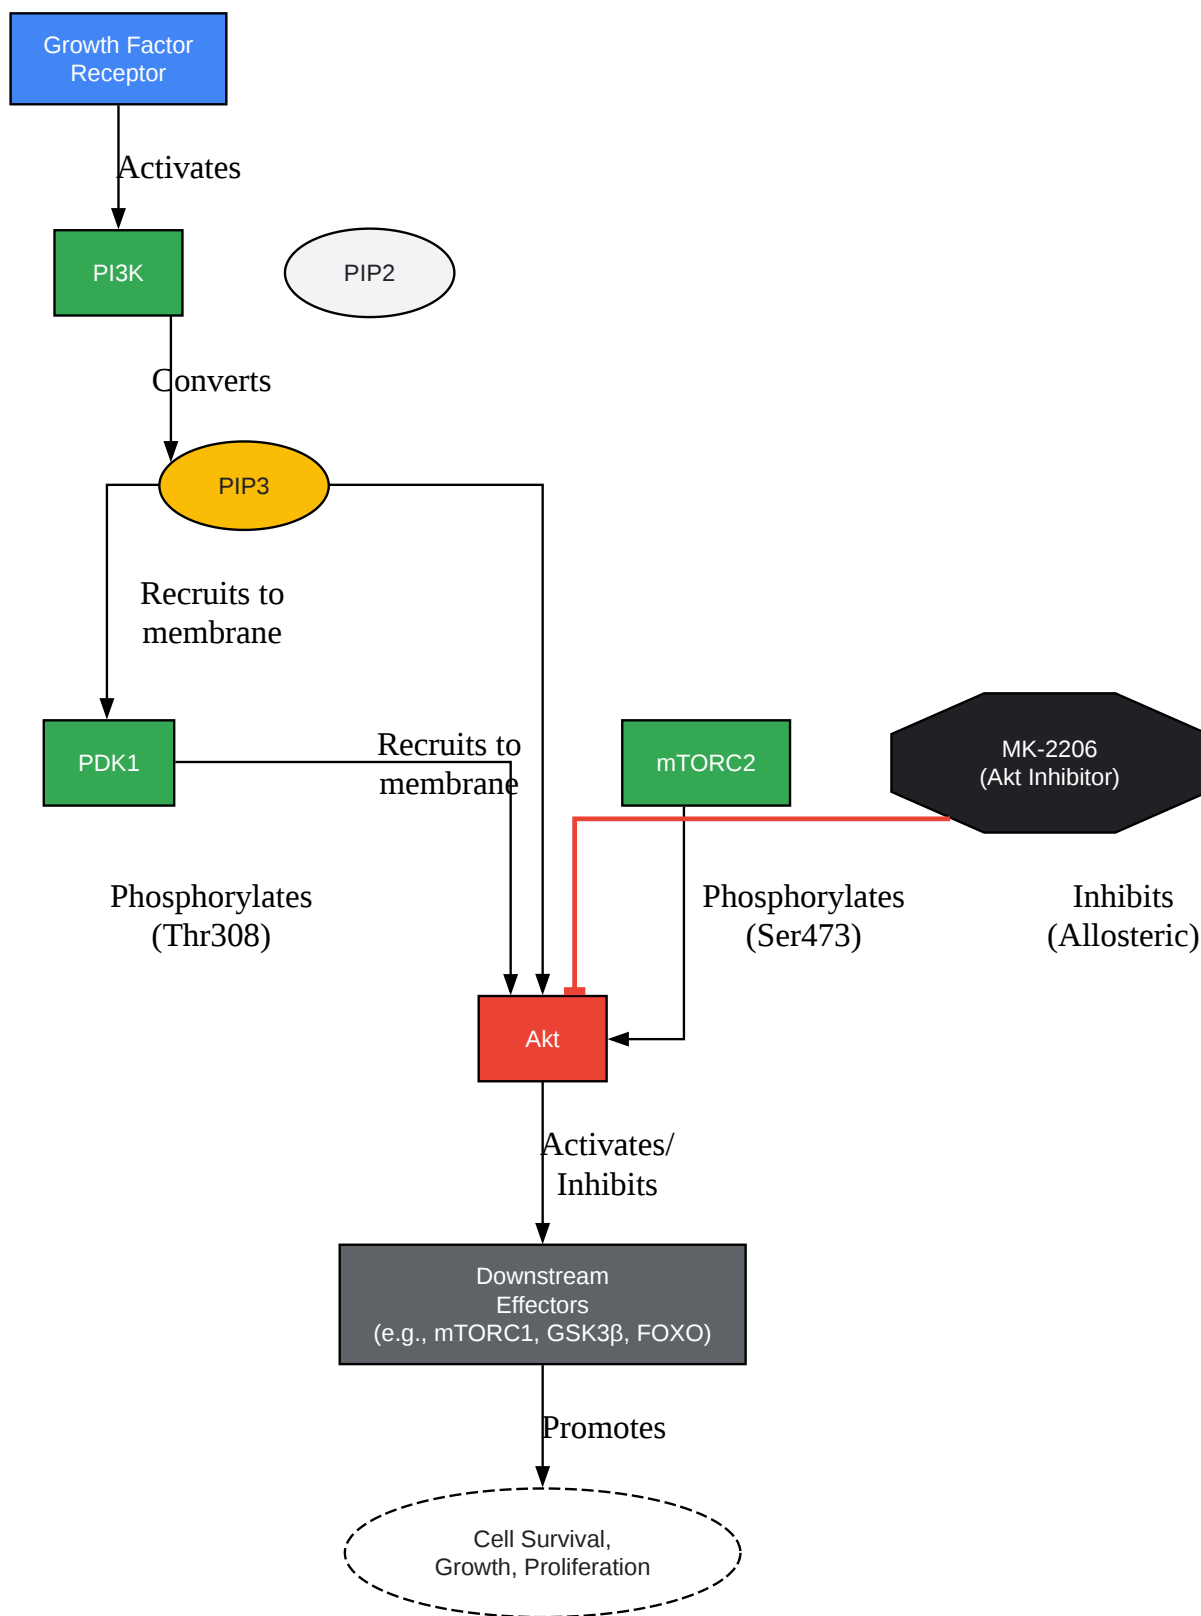 Growth Factor
Receptor
Activates
PI3K
PIP2
Converts
PIP3
Recruits to
membrane
PDK1
Recruits to
membrane
mTORC2
MK-2206
(Akt Inhibitor)
Phosphorylates
(Thr308)
Phosphorylates
(Ser473)
Inhibits
(Allosteric)
Akt
Activates/
Inhibits
Downstream
Effectors
(e.g., mTORC1, GSK3β, FOXO)
Promotes
Cell Survival,
Growth, Proliferation